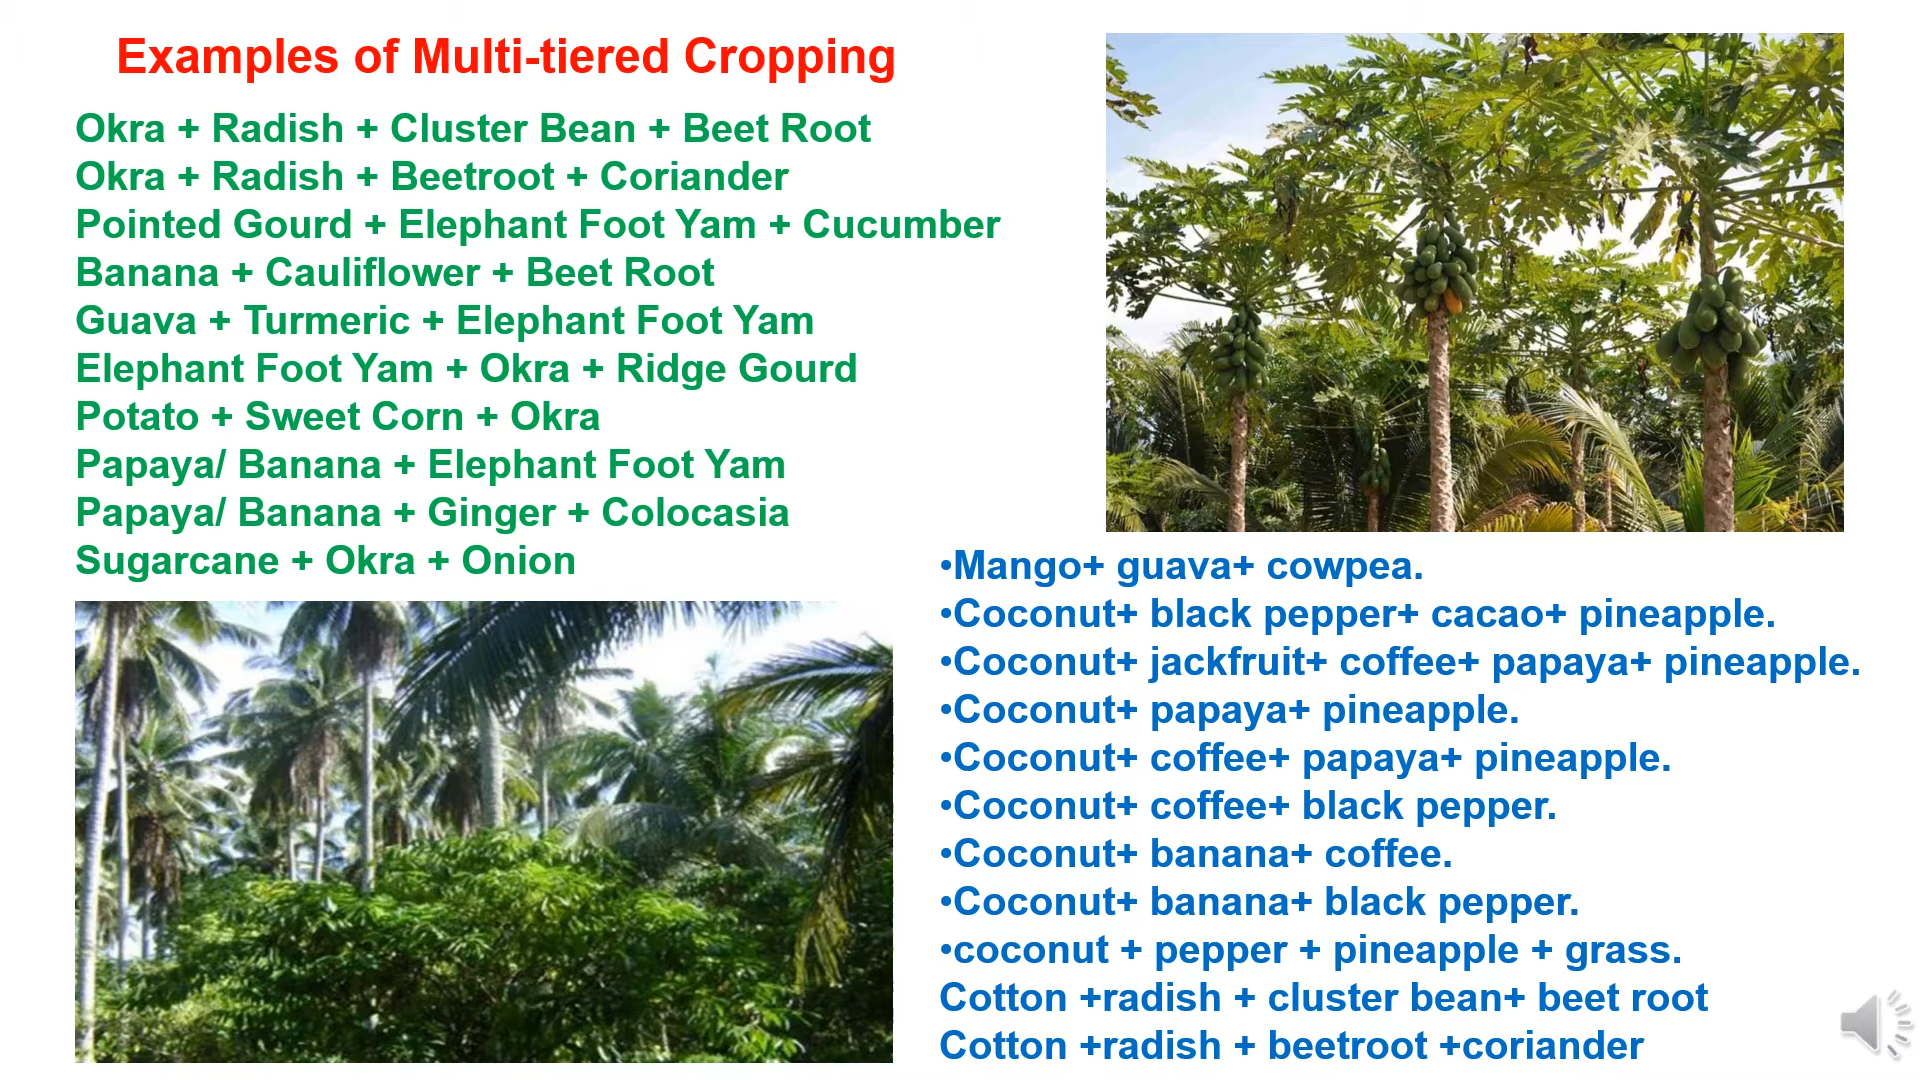 Examples of Multi-tiered Cropping
Okra + Radish + Cluster Bean + Beet Root
Okra + Radish + Beetroot + Coriander
Pointed Gourd + Elephant Foot Yam + Cucumber
Banana + Cauliflower + Beet Root
Guava + Turmeric + Elephant Foot Yam
Elephant Foot Yam + Okra + Ridge Gourd
Potato + Sweet Corn + Okra
Papaya/ Banana + Elephant Foot Yam
Papaya/ Banana + Ginger + Colocasia
Sugarcane + Okra + Onion
•Mango+ guava+ cowpea.
•Coconut+ black pepper+ cacao+ pineapple.
•Coconut+ jackfruit+ coffee+ papaya+ pineapple.
•Coconut+ papaya+ pineapple.
•Coconut+ coffee+ papaya+ pineapple.
•Coconut+ coffee+ black pepper.
•Coconut+ banana+ coffee.
•Coconut+ banana+ black pepper.
•coconut + pepper + pineapple + grass.
Cotton +radish + cluster bean+ beet root
Cotton +radish + beetroot +coriander